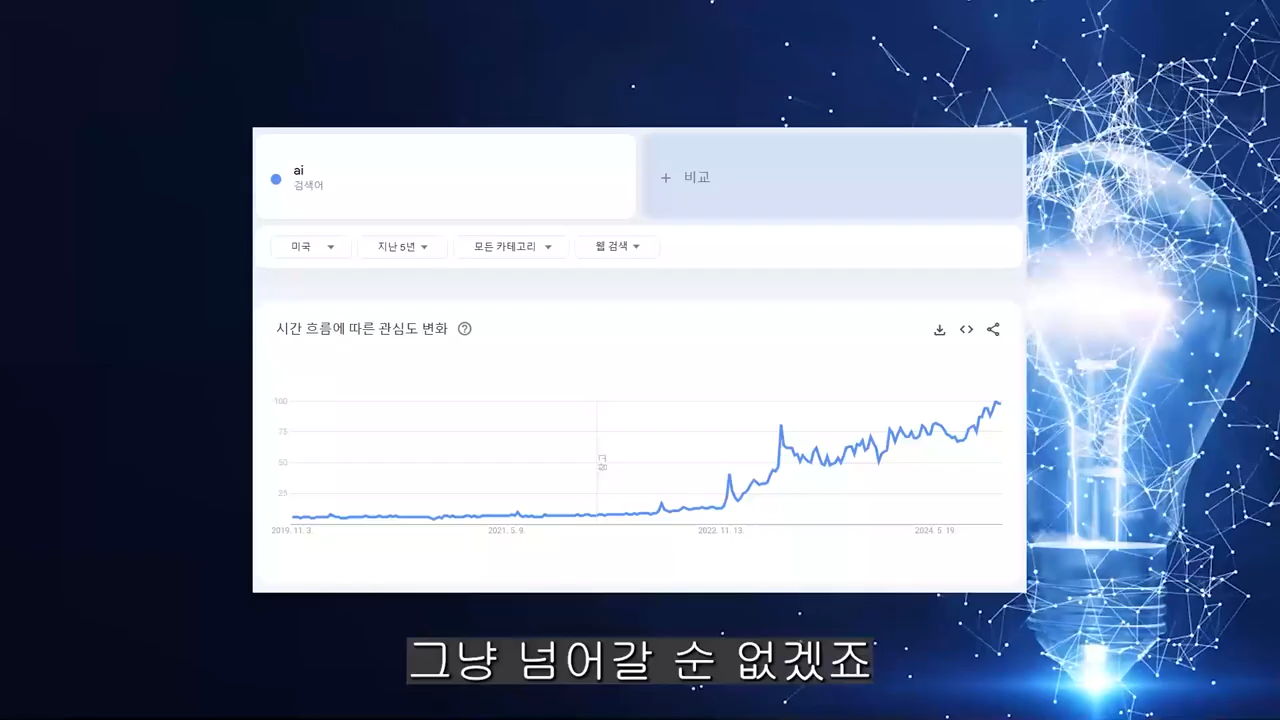 ai
검색어
+ 비교
미국
지난 5년
모든 카테고리
웹 검색
시간 흐름에 따른 관심도 변화
100
75
50
25
메모
2019. 11. 3.
2021. 5. 9.
2022. 11. 13.
2024. 5. 19.
그냥 넘어갈 순 없겠죠